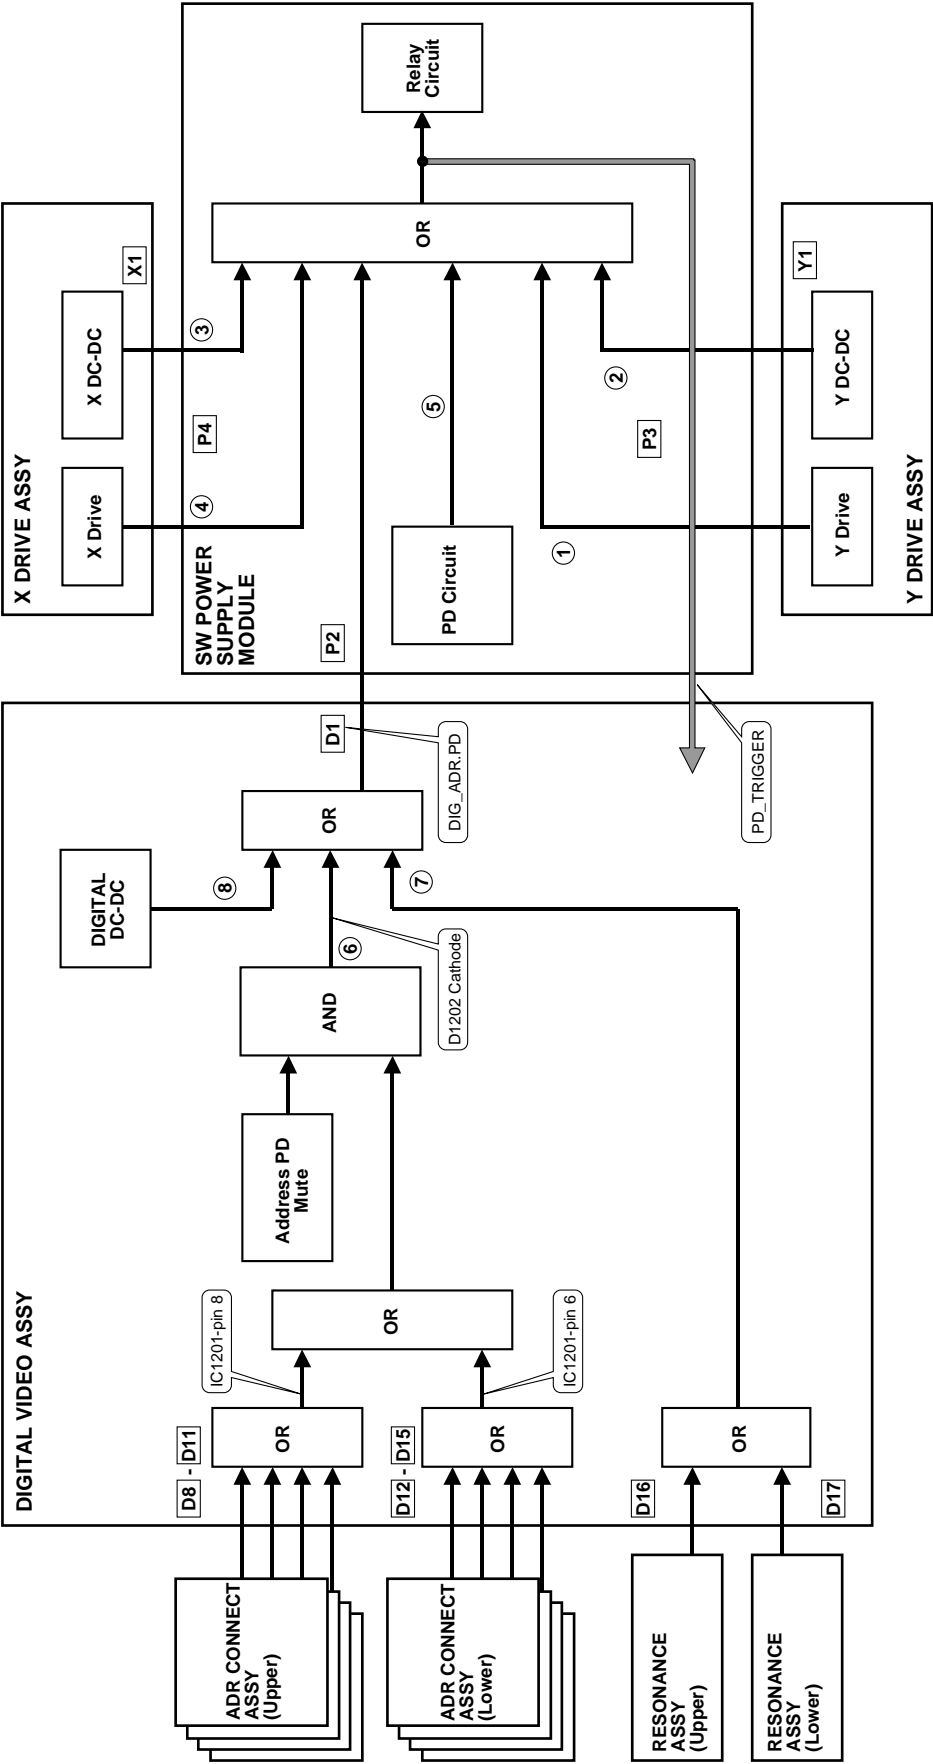 DIGITAL VIDEO ASSY
X DRIVE ASSY
X Drive
X DC-DC
X1
ADR CONNECT
ASSY
(Upper)
D8 - D11
OR
IC1201-pin 8
ADR CONNECT
ASSY
(Lower)
D12 - D15
OR
IC1201-pin 6
OR
Address PD
Mute
AND
6
D1202 Cathode
DIGITAL
DC-DC
8
7
OR
D1
DIG_ADR.PD
RESONANCE
ASSY
(Upper)
D16
RESONANCE
ASSY
(Lower)
D17
OR
SW POWER
SUPPLY
MODULE
P2
P4
4
3
PD Circuit
5
1
2
P3
OR
Relay
Circuit
PD_TRIGGER
Y Drive
Y DC-DC
Y1
Y DRIVE ASSY